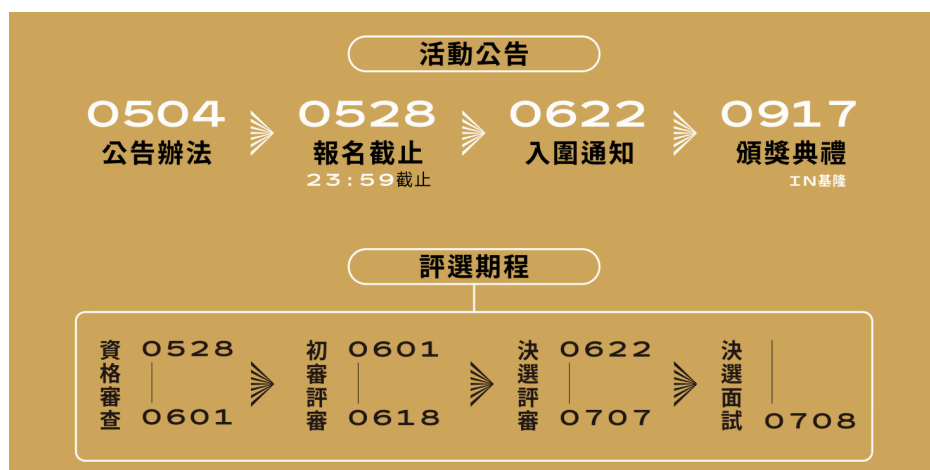 活動公告
0504
公告辦法
0528
報名截止
23:59截止
0622
入圍通知
0917
頒獎典禮
IN基隆
評選期程
資格審查
0528
0601
初審評審
0601
0618
決選評審
0622
0707
決選面試
0708